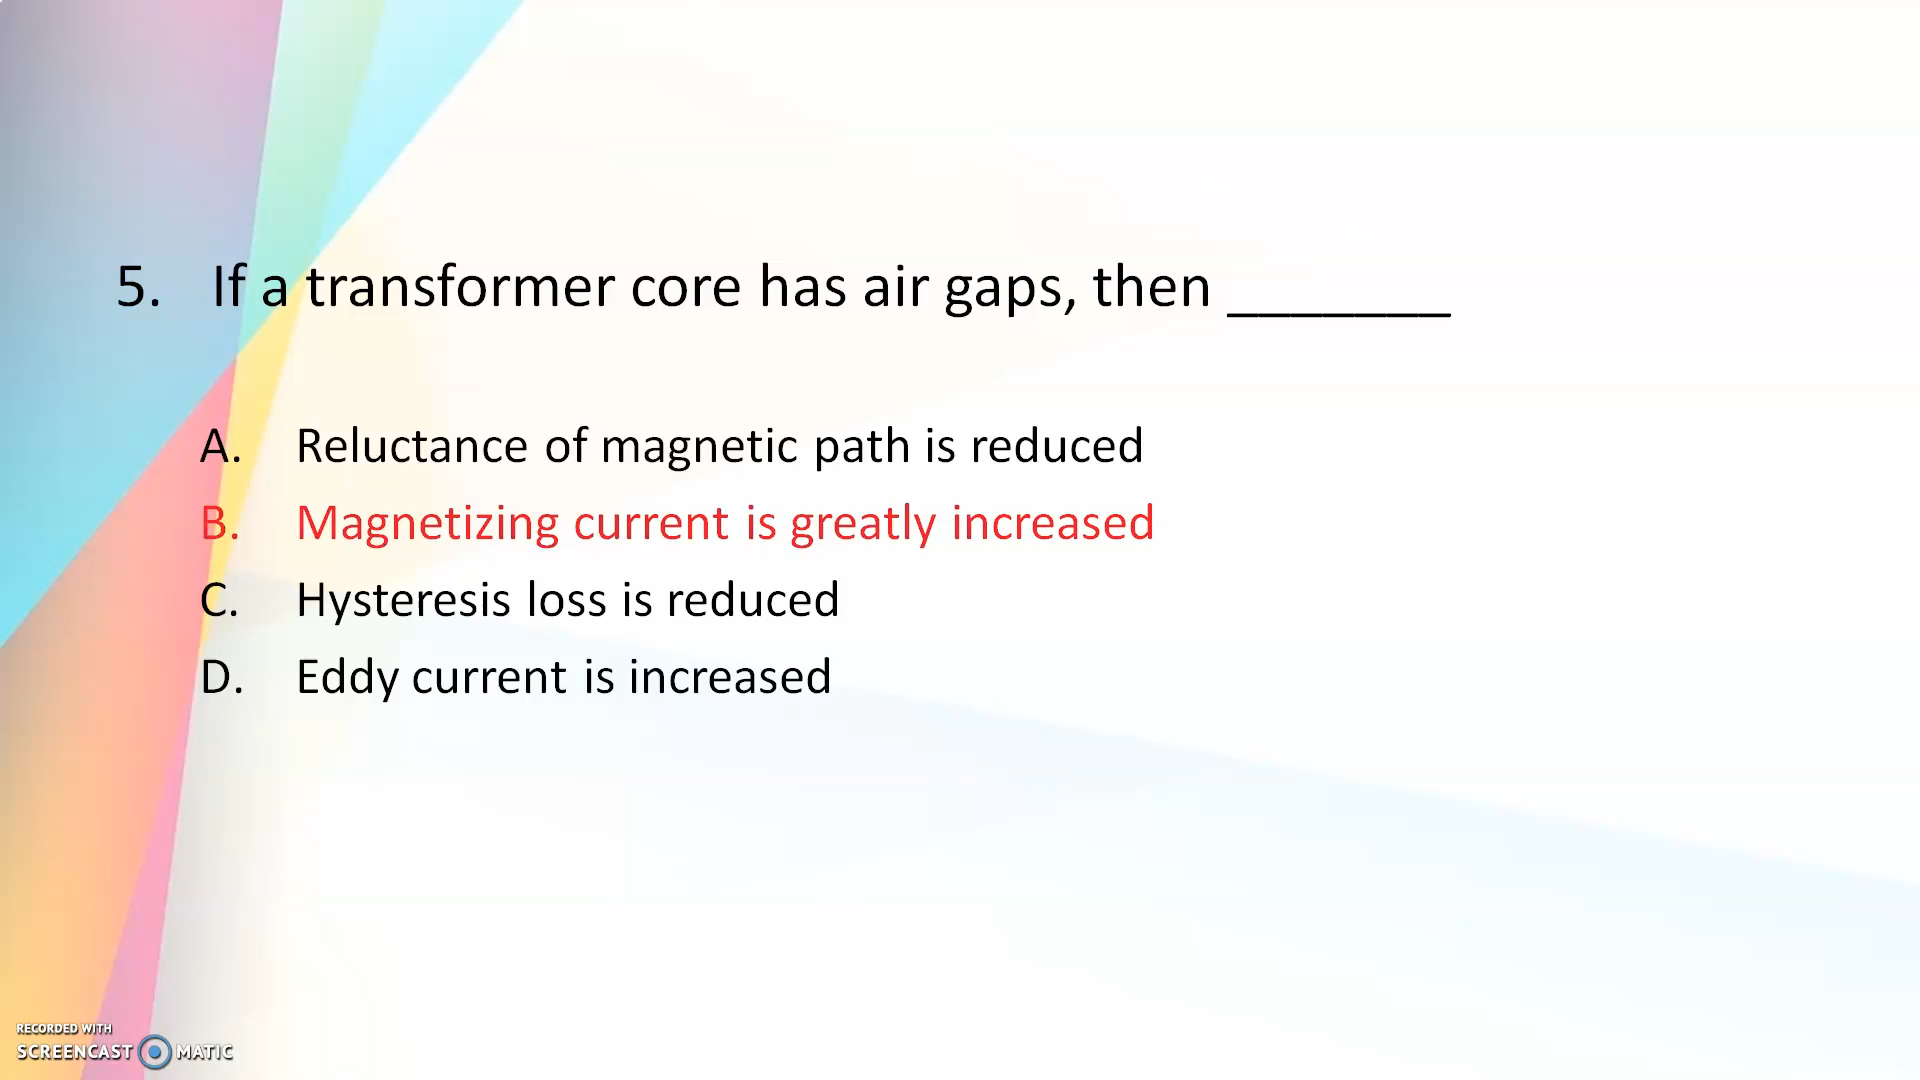 5. If a transformer core has air gaps, then _______
A. Reluctance of magnetic path is reduced
B. Magnetizing current is greatly increased
C. Hysteresis loss is reduced
D. Eddy current is increased
RECORDED WITH
SCREENCAST MATIC